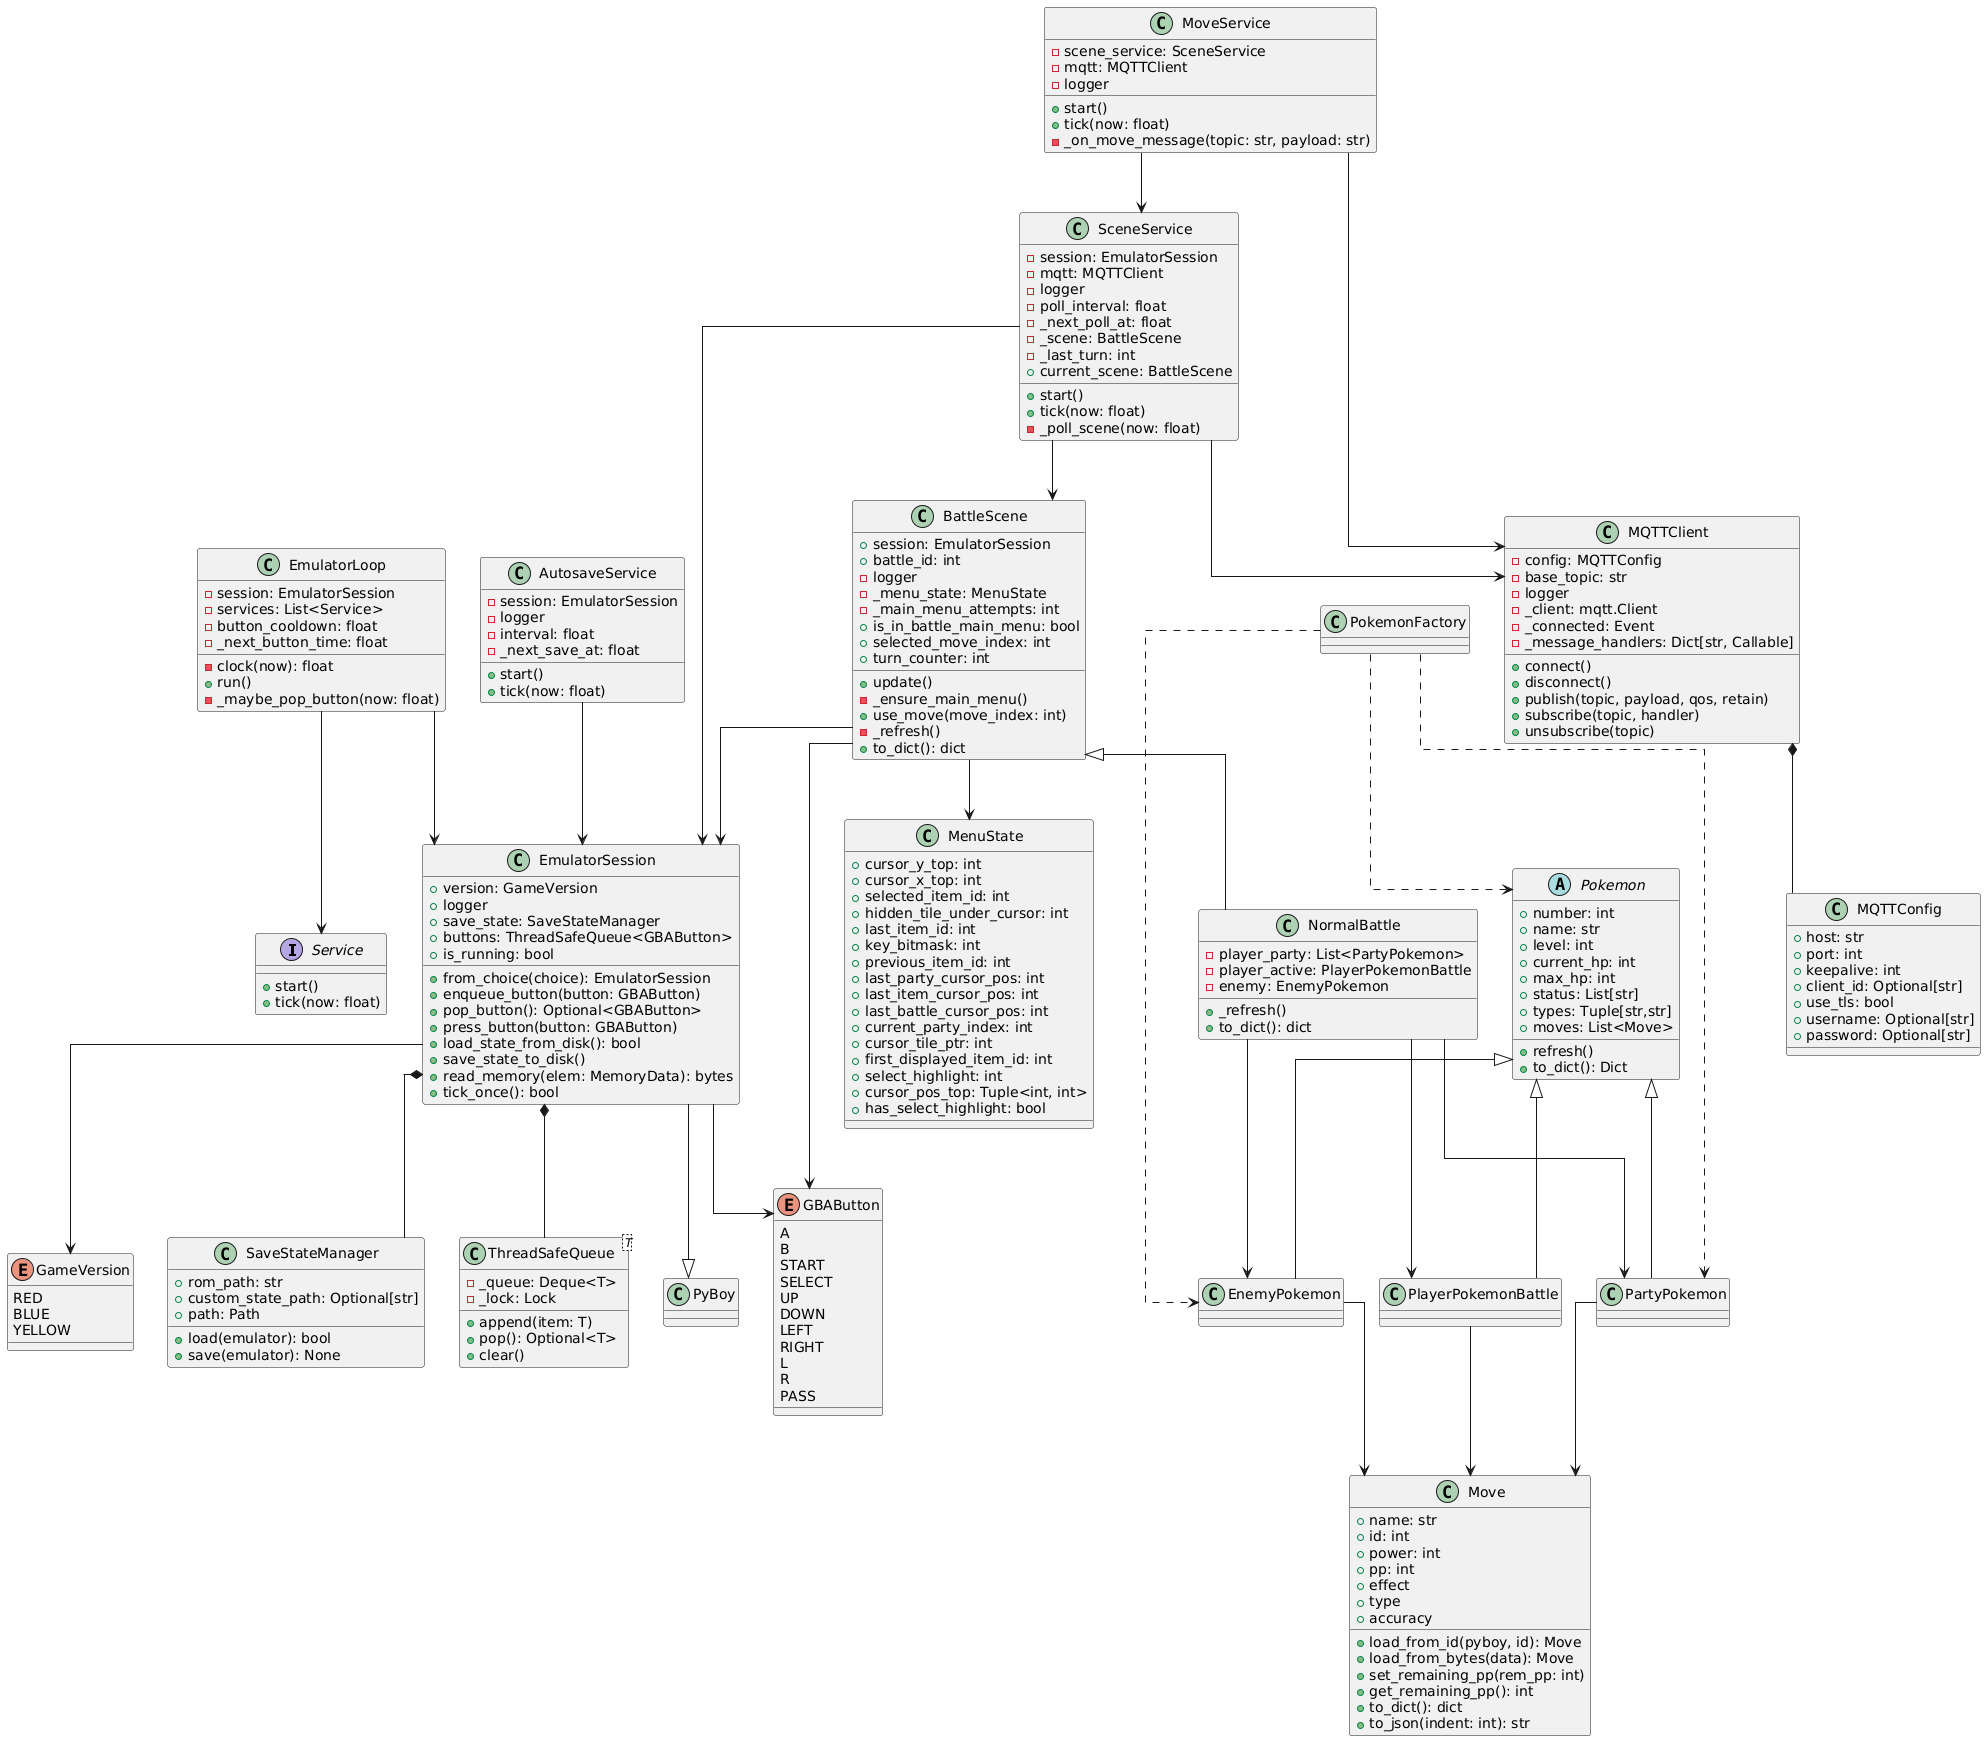 C MoveService
scene_service: SceneService
mqtt: MQTTClient
logger
start()
tick(now: float)
_on_move_message(topic: str, payload: str)
C SceneService
session: EmulatorSession
mqtt: MQTTClient
logger
poll_interval: float
_next_poll_at: float
_scene: BattleScene
_last_turn: int
current_scene: BattleScene
start()
tick(now: float)
_poll_scene(now: float)
C BattleScene
session: EmulatorSession
battle_id: int
logger
_menu_state: MenuState
_main_menu_attempts: int
is_in_battle_main_menu: bool
selected_move_index: int
turn_counter: int
update()
_ensure_main_menu()
use_move(move_index: int)
_refresh()
to_dict(): dict
C MQTTClient
config: MQTTConfig
base_topic: str
logger
_client: mqtt.Client
_connected: Event
_message_handlers: Dict[str, Callable]
connect()
disconnect()
publish(topic, payload, qos, retain)
subscribe(topic, handler)
unsubscribe(topic)
C EmulatorLoop
session: EmulatorSession
services: List<Service>
button_cooldown: float
_next_button_time: float
clock(now): float
run()
_maybe_pop_button(now: float)
C AutosaveService
session: EmulatorSession
logger
interval: float
_next_save_at: float
start()
tick(now: float)
C PokemonFactory
C MenuState
cursor_y_top: int
cursor_x_top: int
selected_item_id: int
hidden_tile_under_cursor: int
last_item_id: int
key_bitmask: int
previous_item_id: int
last_party_cursor_pos: int
last_item_cursor_pos: int
last_battle_cursor_pos: int
current_party_index: int
cursor_tile_ptr: int
first_displayed_item_id: int
select_highlight: int
cursor_pos_top: Tuple<int, int>
has_select_highlight: bool
C EmulatorSession
version: GameVersion
logger
save_state: SaveStateManager
buttons: ThreadSafeQueue<GBAButton>
is_running: bool
from_choice(choice): EmulatorSession
enqueue_button(button: GBAButton)
pop_button(): Optional<GBAButton>
press_button(button: GBAButton)
load_state_from_disk(): bool
save_state_to_disk()
read_memory(elem: MemoryData): bytes
tick_once(): bool
A Pokemon
number: int
name: str
level: int
current_hp: int
max_hp: int
status: List[str]
types: Tuple[str,str]
moves: List<Move>
refresh()
to_dict(): Dict
C MQTTConfig
host: str
port: int
keepalive: int
client_id: Optional[str]
use_tls: bool
username: Optional[str]
password: Optional[str]
C NormalBattle
player_party: List<PartyPokemon>
player_active: PlayerPokemonBattle
enemy: EnemyPokemon
_refresh()
to_dict(): dict
I Service
start()
tick(now: float)
E GameVersion
RED
BLUE
YELLOW
C SaveStateManager
rom_path: str
custom_state_path: Optional[str]
path: Path
load(emulator): bool
save(emulator): None
C ThreadSafeQueue T
_queue: Deque<T>
_lock: Lock
append(item: T)
pop(): Optional<T>
clear()
C PyBoy
E GBAButton
A
B
START
SELECT
UP
DOWN
LEFT
RIGHT
L
R
PASS
C EnemyPokemon
C PlayerPokemonBattle
C PartyPokemon
C Move
name: str
id: int
power: int
pp: int
effect
type
accuracy
load_from_id(pyboy, id): Move
load_from_bytes(data): Move
set_remaining_pp(rem_pp: int)
get_remaining_pp(): int
to_dict(): dict
to_json(indent: int): str